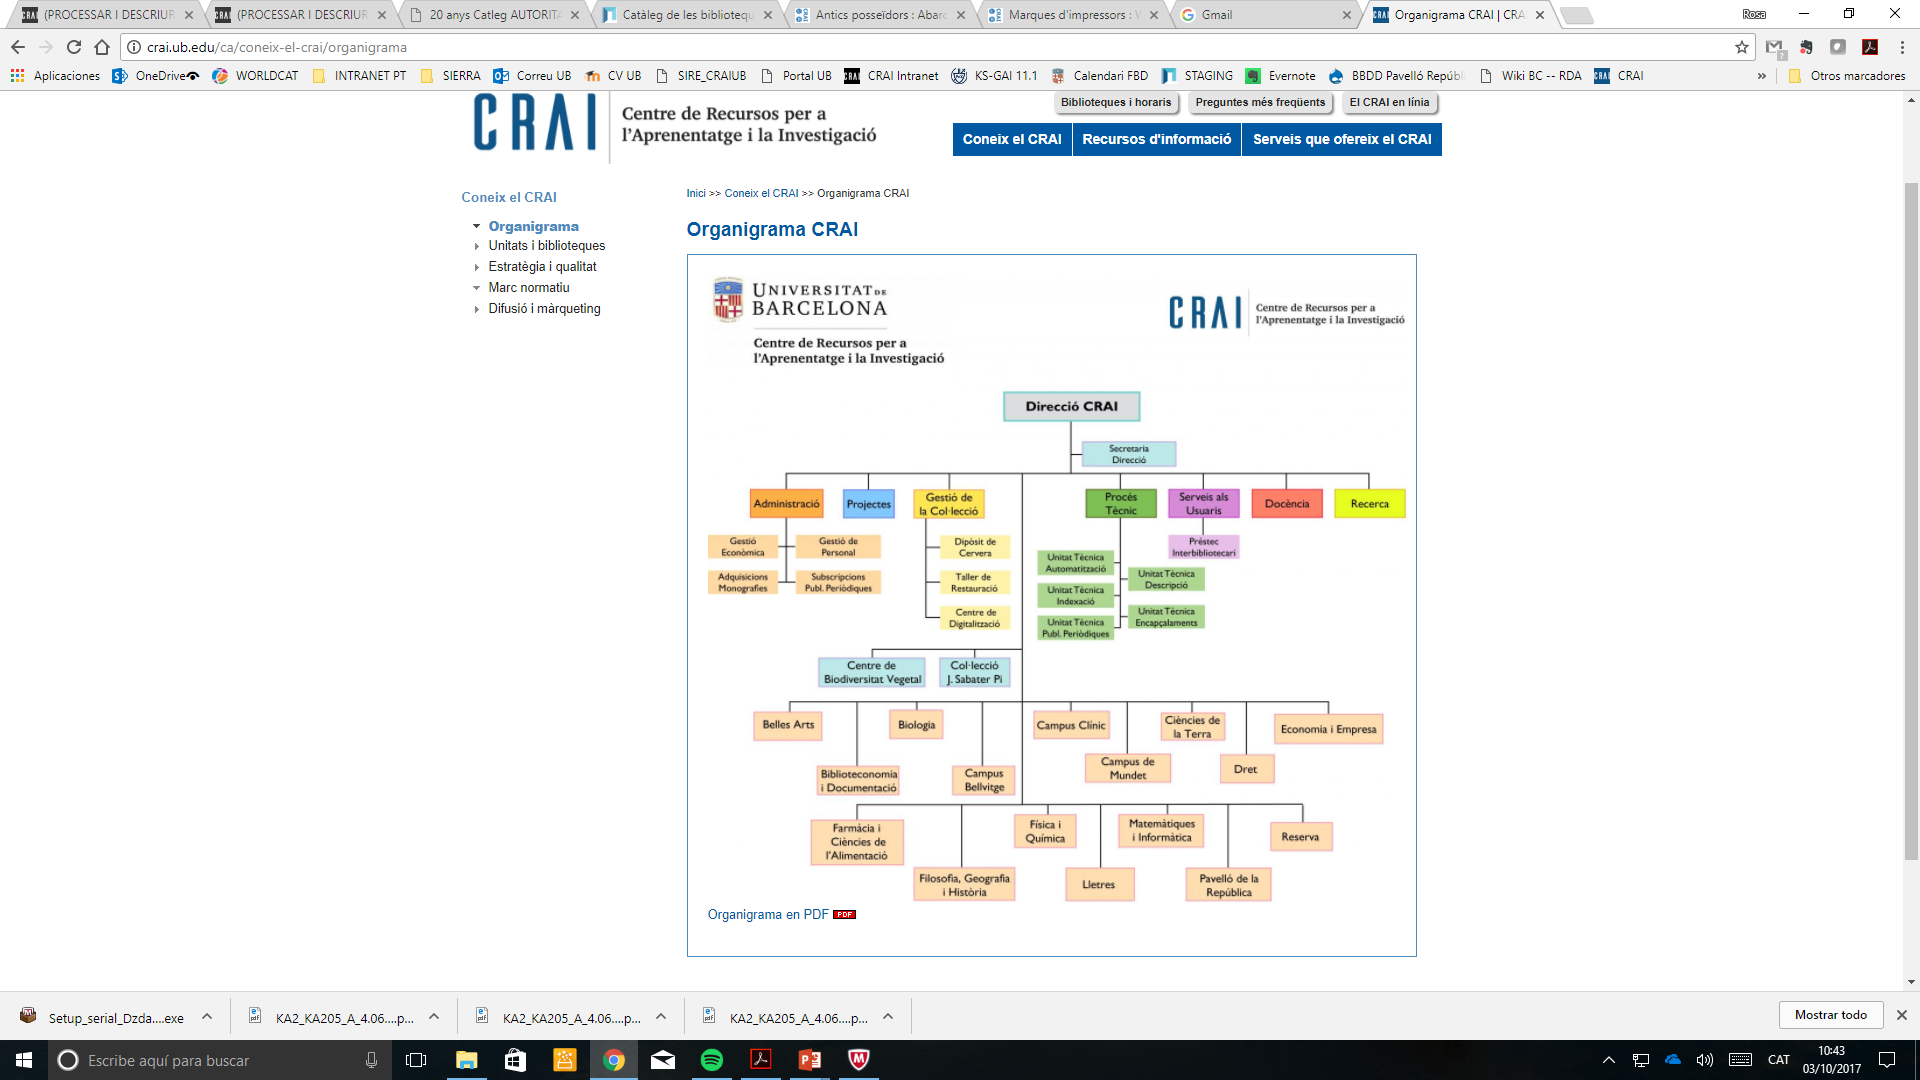 (PROCESSAR I DESCRIUR
(PROCESSAR I DESCRIUR
20 anys Catleg AUTORITA
Catàleg de les bibliotequ
Antics posseïdors : Abarc
Marques d'impressors : V
Gmail
Organigrama CRAI | CRA
Rosa
crai.ub.edu/ca/coneix-el-crai/organigrama
Aplicaciones
OneDrive
WORLDCAT
INTRANET PT
SIERRA
Correu UB
CV UB
SIRE_CRAIUB
Portal UB
CRAI Intranet
KS-GAI 11.1
Calendari FBD
STAGING
Evernote
BBDD Pavelló Repúbl
Wiki BC -- RDA
CRAI
»
Otros marcadores
CRAI
Centre de Recursos per a
l'Aprenentatge i la Investigació
Biblioteques i horaris
Preguntes més freqüents
El CRAI en línia
Coneix el CRAI
Recursos d'informació
Serveis que ofereix el CRAI
Coneix el CRAI
Organigrama
Unitats i biblioteques
Estratègia i qualitat
Marc normatiu
Difusió i màrqueting
Inici >> Coneix el CRAI >> Organigrama CRAI
Organigrama CRAI
UNIVERSITAT DE
BARCELONA
Centre de Recursos per a
l'Aprenentatge i la Investigació
CRAI
Centre de Recursos per a
l'Aprenentatge i la Investigació
Direcció CRAI
Secretaria
Direcció
Administració
Projectes
Gestió de
la Col·lecció
Procés
Tècnic
Serveis als
Usuaris
Docència
Recerca
Gestió
Econòmica
Gestió de
Personal
Adquisicions
Monografies
Subscripcions
Publ. Periòdiques
Dipòsit de
Cervera
Taller de
Restauració
Centre de
Digitalització
Unitat Tècnica
Automatització
Unitat Tècnica
Indexació
Unitat Tècnica
Publ. Periòdiques
Unitat Tècnica
Descripció
Unitat Tècnica
Encapçalaments
Préstec
Interbibliotecari
Centre de
Biodiversitat Vegetal
Col·lecció
J. Sabater Pi
Belles Arts
Biologia
Campus Clínic
Ciències de
la Terra
Economia i Empresa
Biblioteconomia
i Documentació
Campus
Bellvitge
Campus de
Mundet
Dret
Farmàcia i
Ciències de
l'Alimentació
Física i
Química
Matemàtiques
i Informàtica
Reserva
Filosofia, Geografia
i Història
Lletres
Pavelló de la
República
Organigrama en PDF PDF
Setup_serial_Dzda....exe
KA2_KA205_A_4.06....p...
KA2_KA205_A_4.06....p...
KA2_KA205_A_4.06....p...
Mostrar todo
Escribe aquí para buscar
CAT
10:43
03/10/2017